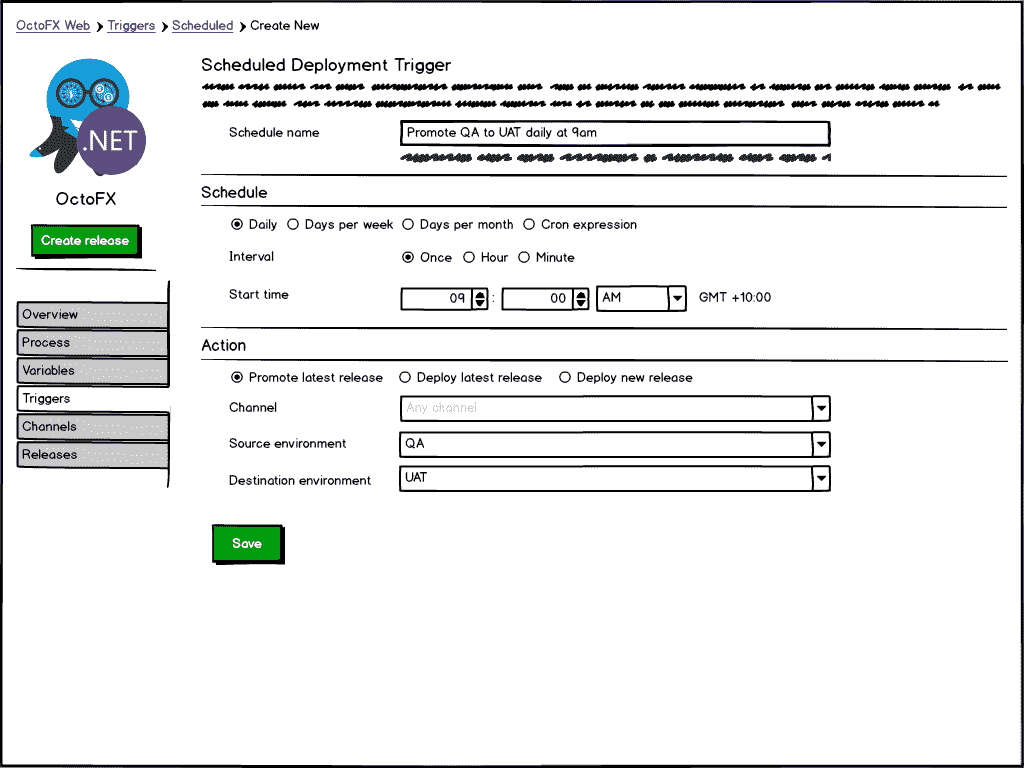 OctoFX Web Triggers Scheduled Create New
Scheduled Deployment Trigger
Schedule name Promote QA to UAT daily at 9am
.NET
OctoFX
Create release
Overview
Process
Variables
Triggers
Channels
Releases
Schedule
Daily Days per week Days per month Cron expression
Interval Once Hour Minute
Start time 09 : 00 AM GMT +10:00
Action
Promote latest release Deploy latest release Deploy new release
Channel Any channel
Source environment QA
Destination environment UAT
Save